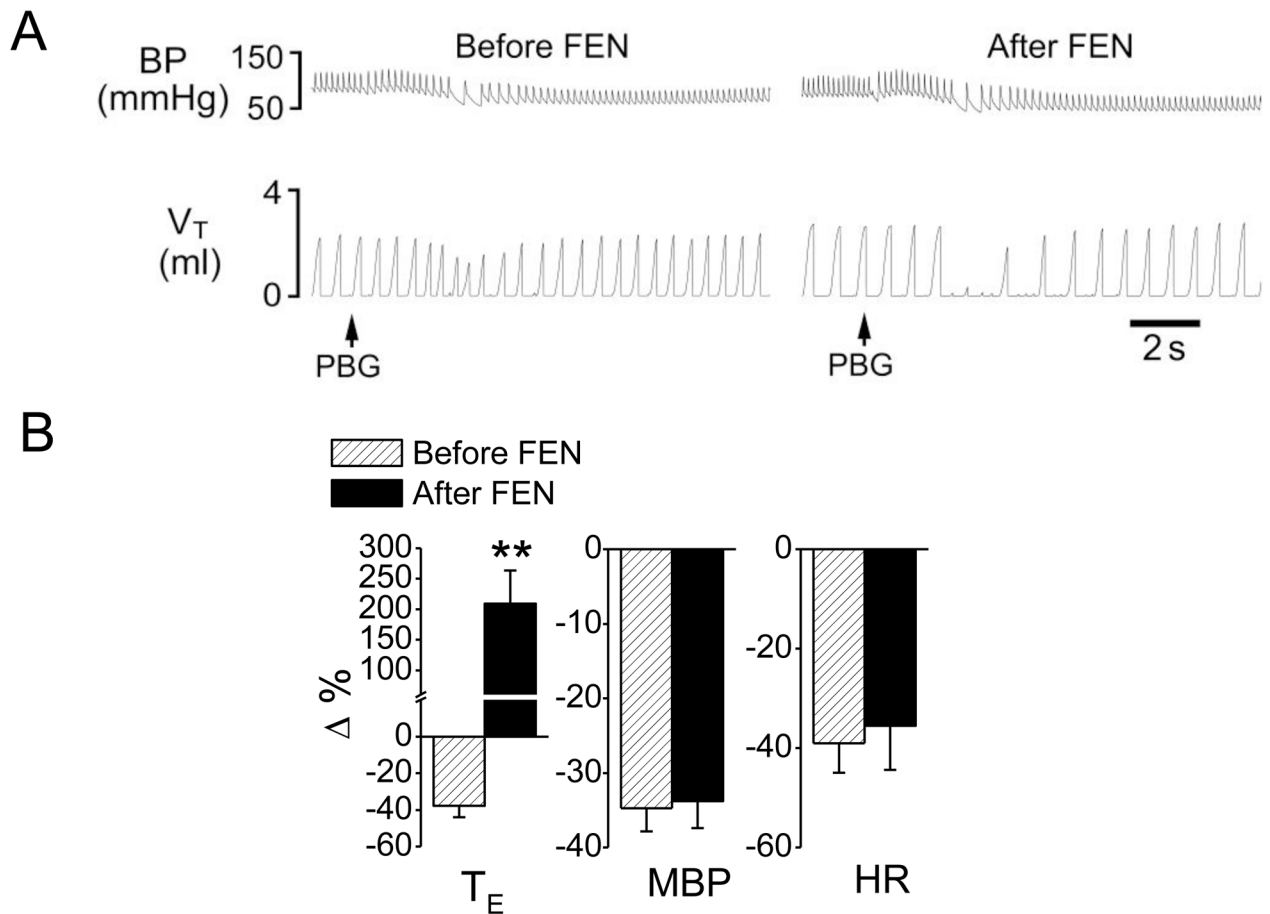 A
Before FEN
After FEN
BP
(mmHg)
150
50
VT
(ml)
4
0
PBG
PBG
2 s
B
Before FEN
After FEN
Δ %
300
250
200
150
100
0
-20
-40
-60
**
TE
0
-10
-20
-30
-40
MBP
0
-20
-40
-60
HR